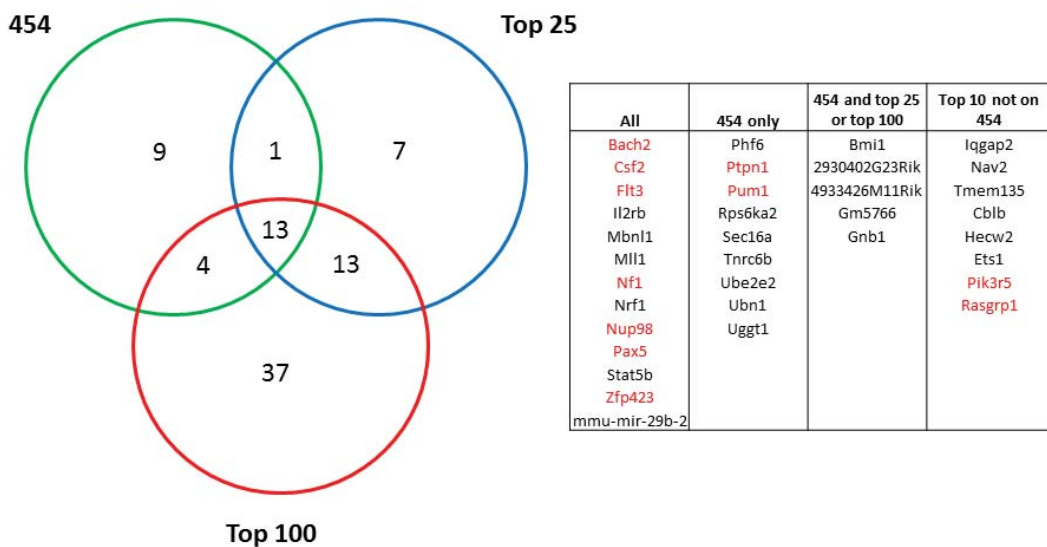 454
Top 25
9
1
7
13
4
13
37
Top 100
All | 454 only | 454 and top 25 or top 100 | Top 10 not on 454
Bach2 | Phf6 | Bmi1 | Iqgap2
Csf2 | Ptpn1 | 2930402G23Rik | Nav2
Flt3 | Pum1 | 4933426M11Rik | Tmem135
Il2rb | Rps6ka2 | Gm5766 | Cblb
Mbnl1 | Sec16a | Gnb1 | Hecw2
Mll1 | Tnrc6b | | Ets1
Nf1 | Ube2e2 | | Pik3r5
Nrf1 | Ubn1 | | Rasgrp1
Nup98 | Uggt1
Pax5
Stat5b
Zfp423
mmu-mir-29b-2